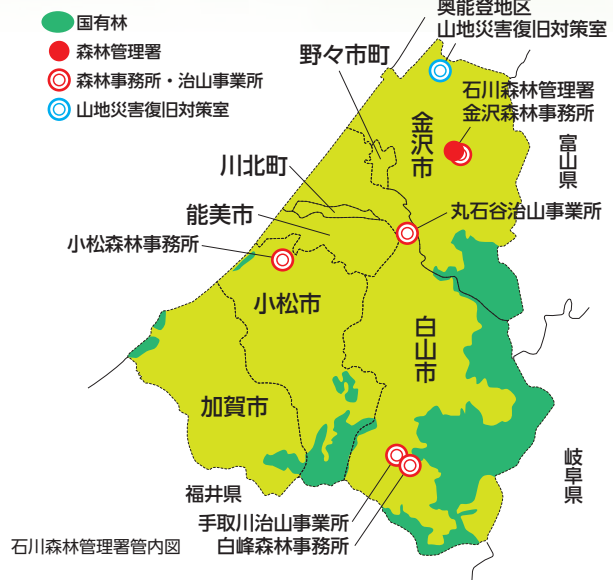 国有林
森林管理署
森林事務所・治山事業所
山地災害復旧対策室
奥能登地区
山地災害復旧対策室
野々市町
石川森林管理署
金沢森林事務所
金沢市
富山県
川北町
能美市
丸石谷治山事業所
小松森林事務所
小松市
白山市
加賀市
岐阜県
福井県
手取川治山事業所
白峰森林事務所
石川森林管理署管内図